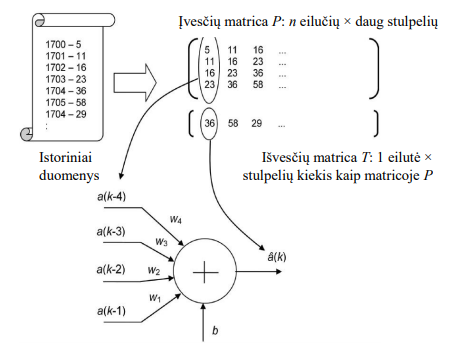 Įvesčių matrica P: n eilučių × daug stulpelių
1700 – 5
1701 – 11
1702 – 16
1703 – 23
1704 – 36
1705 – 58
1704 – 29
:
5 11 16 ...
11 16 23 ...
16 23 36 ...
23 36 58 ...
36 58 29 ...
Istoriniai
duomenys
Išvesčių matrica T: 1 eilutė ×
stulpelių kiekis kaip matricoje P
a(k-4)
w4
a(k-3)
w3
a(k-2)
w2
a(k-1)
w1
+
â(k)
b